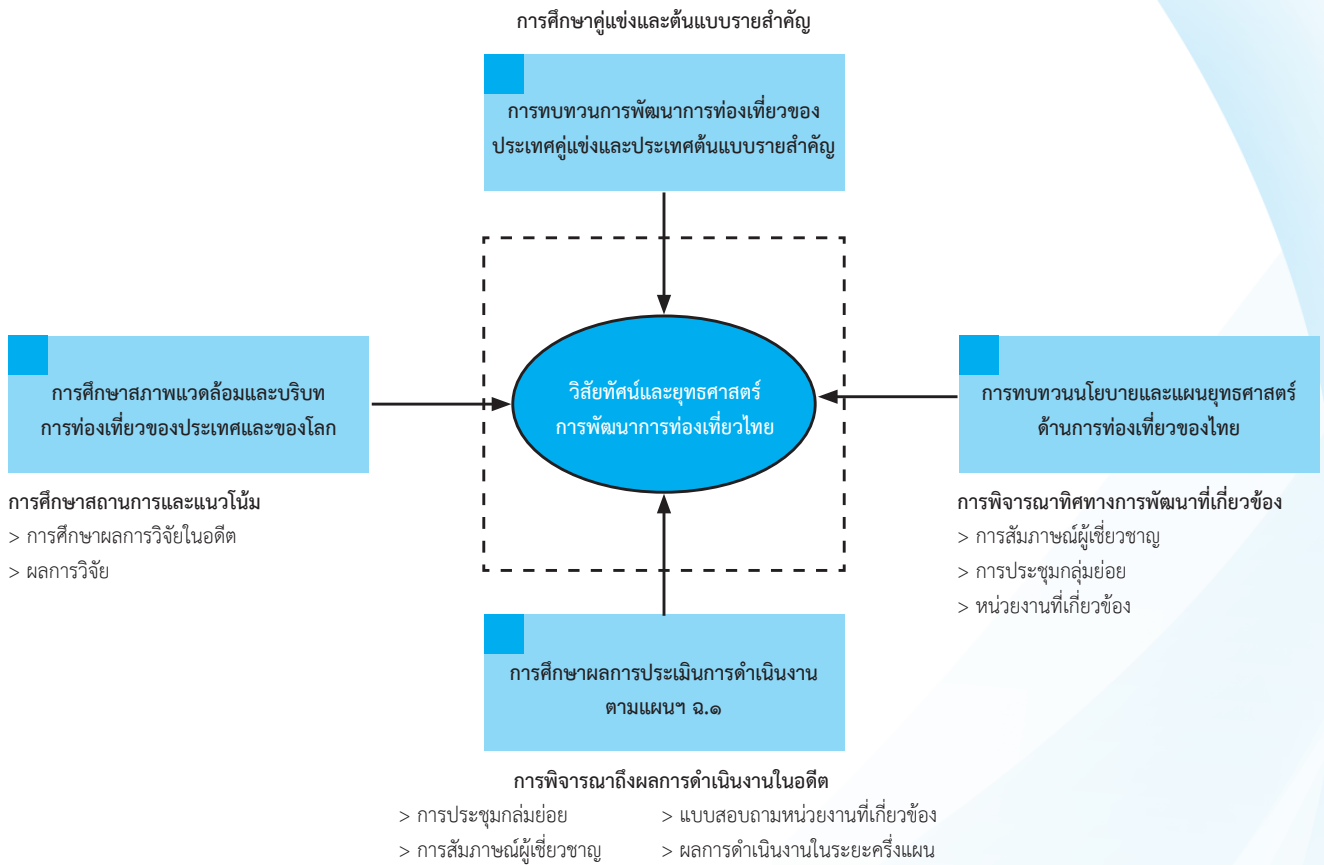 การศึกษาคู่แข่งและต้นแบบรายสำคัญ
การทบทวนการพัฒนาการท่องเที่ยวของ
ประเทศคู่แข่งและประเทศต้นแบบรายสำคัญ
การศึกษาสภาพแวดล้อมและบริบท
การท่องเที่ยวของประเทศและของโลก
การศึกษาสถานการและแนวโน้ม
> การศึกษาผลการวิจัยในอดีต
> ผลการวิจัย
วิสัยทัศน์และยุทธศาสตร์
การพัฒนาการท่องเที่ยวไทย
การทบทวนนโยบายและแผนยุทธศาสตร์
ด้านการท่องเที่ยวของไทย
การพิจารณาทิศทางการพัฒนาที่เกี่ยวข้อง
> การสัมภาษณ์ผู้เชี่ยวชาญ
> การประชุมกลุ่มย่อย
> หน่วยงานที่เกี่ยวข้อง
การศึกษาผลการประเมินการดำเนินงาน
ตามแผนฯ ฉ.๑
การพิจารณาถึงผลการดำเนินงานในอดีต
> การประชุมกลุ่มย่อย
> การสัมภาษณ์ผู้เชี่ยวชาญ
> แบบสอบถามหน่วยงานที่เกี่ยวข้อง
> ผลการดำเนินงานในระยะครึ่งแผน